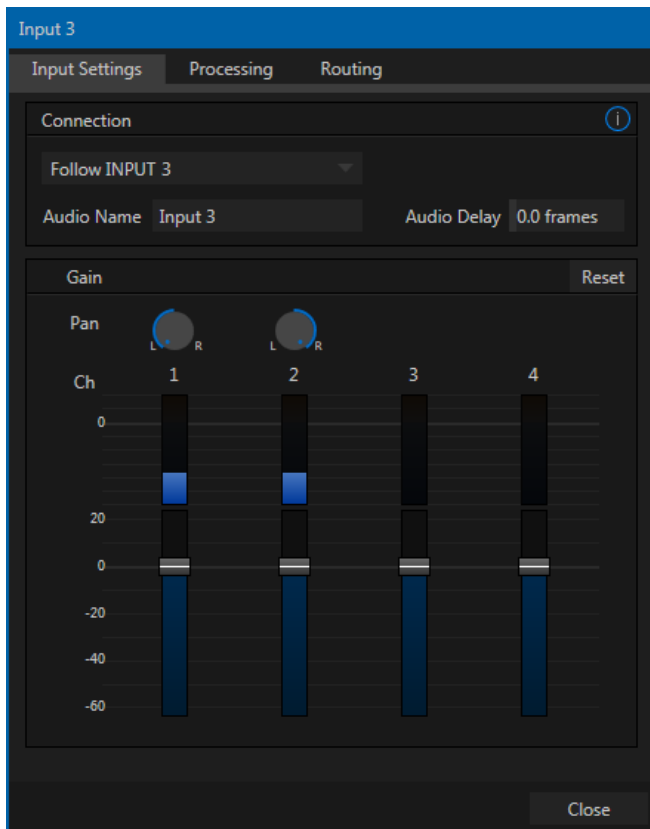 Input 3
Input Settings Processing Routing
Connection
i
Follow INPUT 3
Audio Name Input 3 Audio Delay 0.0 frames
Gain Reset
Pan L R L R
Ch 1 2 3 4
0
20
0
-20
-40
-60
Close